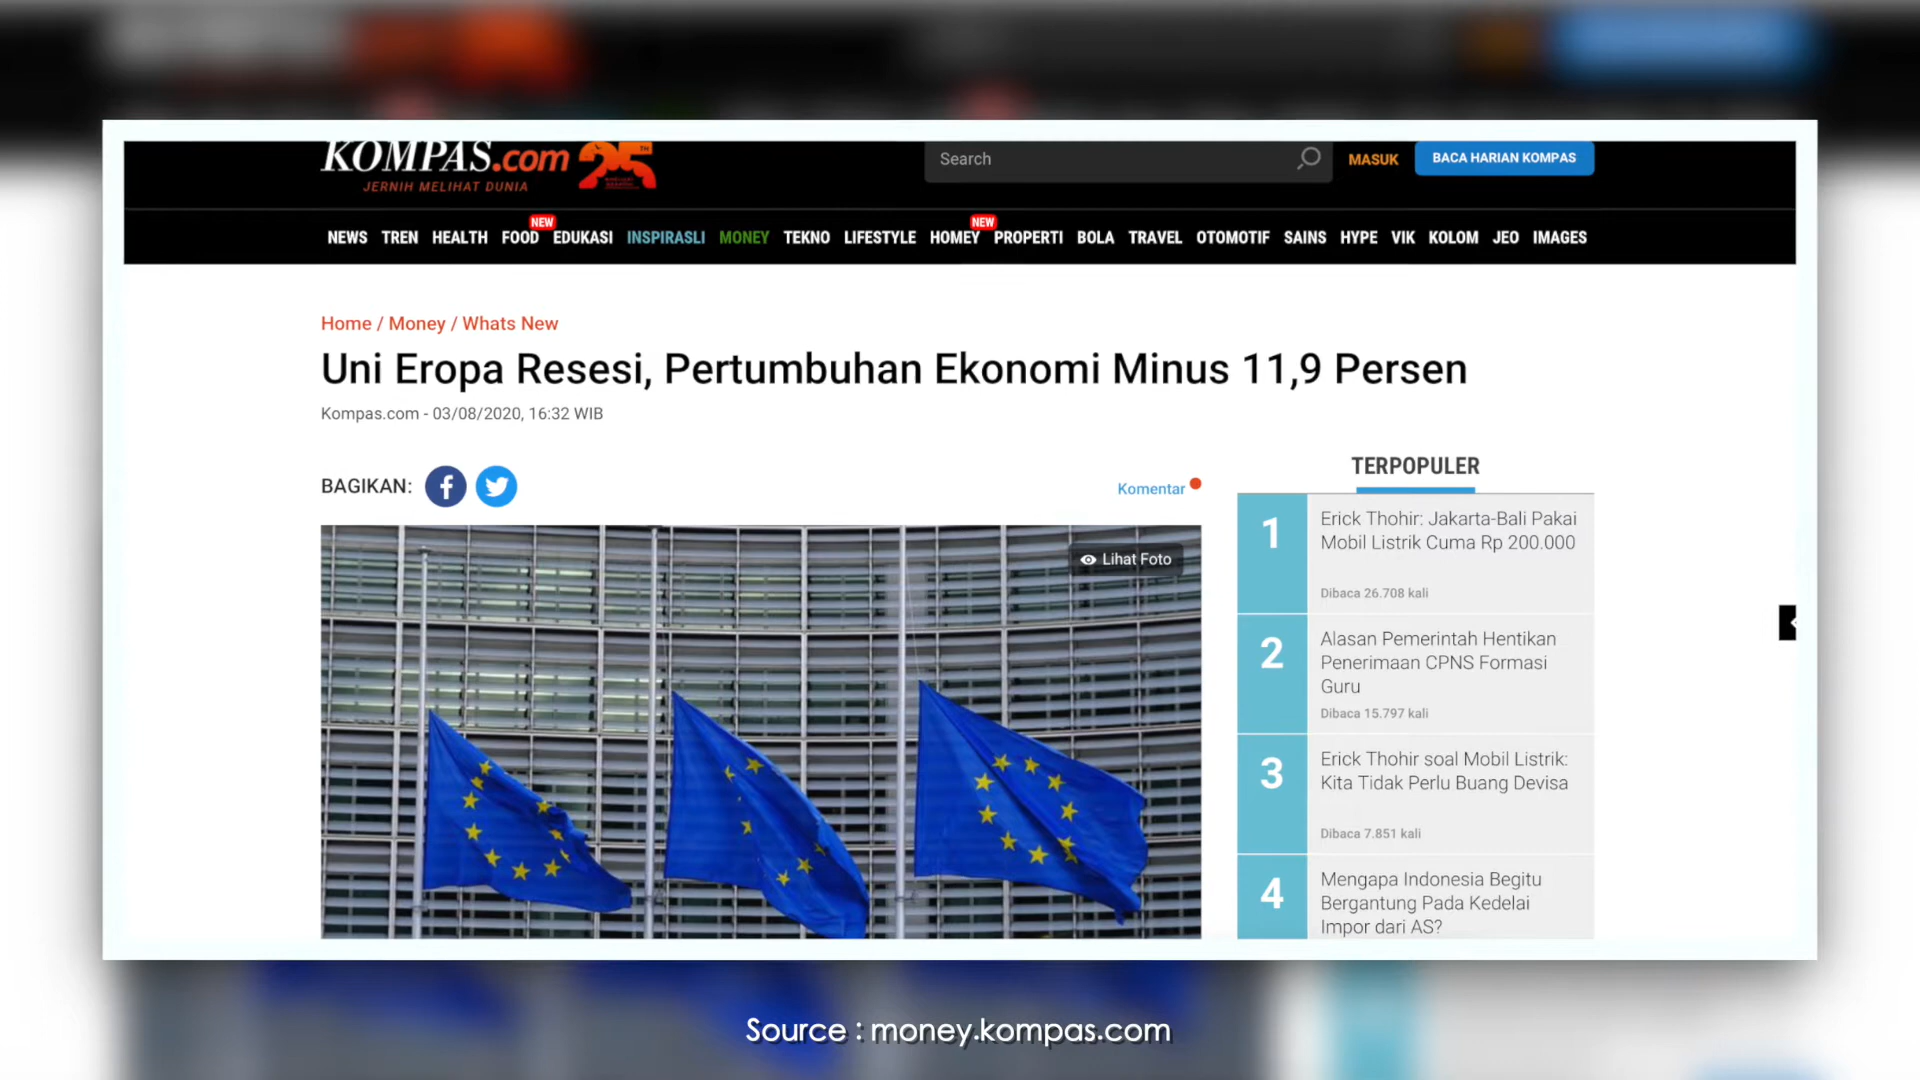 KOMPAS.com 25TH
JERNIH MELIHAT DUNIA
Search
MASUK
BACA HARIAN KOMPAS
NEWS TREN HEALTH FOOD NEW EDUKASI INSPIRASLI MONEY TEKNO LIFESTYLE HOMEY NEW PROPERTI BOLA TRAVEL OTOMOTIF SAINS HYPE VIK KOLOM JEO IMAGES
Home / Money / Whats New
Uni Eropa Resesi, Pertumbuhan Ekonomi Minus 11,9 Persen
Kompas.com - 03/08/2020, 16:32 WIB
BAGIKAN:
Komentar
Lihat Foto
TERPOPULER
1
Erick Thohir: Jakarta-Bali Pakai
Mobil Listrik Cuma Rp 200.000
Dibaca 26.708 kali
2
Alasan Pemerintah Hentikan
Penerimaan CPNS Formasi
Guru
Dibaca 15.797 kali
3
Erick Thohir soal Mobil Listrik:
Kita Tidak Perlu Buang Devisa
Dibaca 7.851 kali
4
Mengapa Indonesia Begitu
Bergantung Pada Kedelai
Impor dari AS?
Source : money.kompas.com